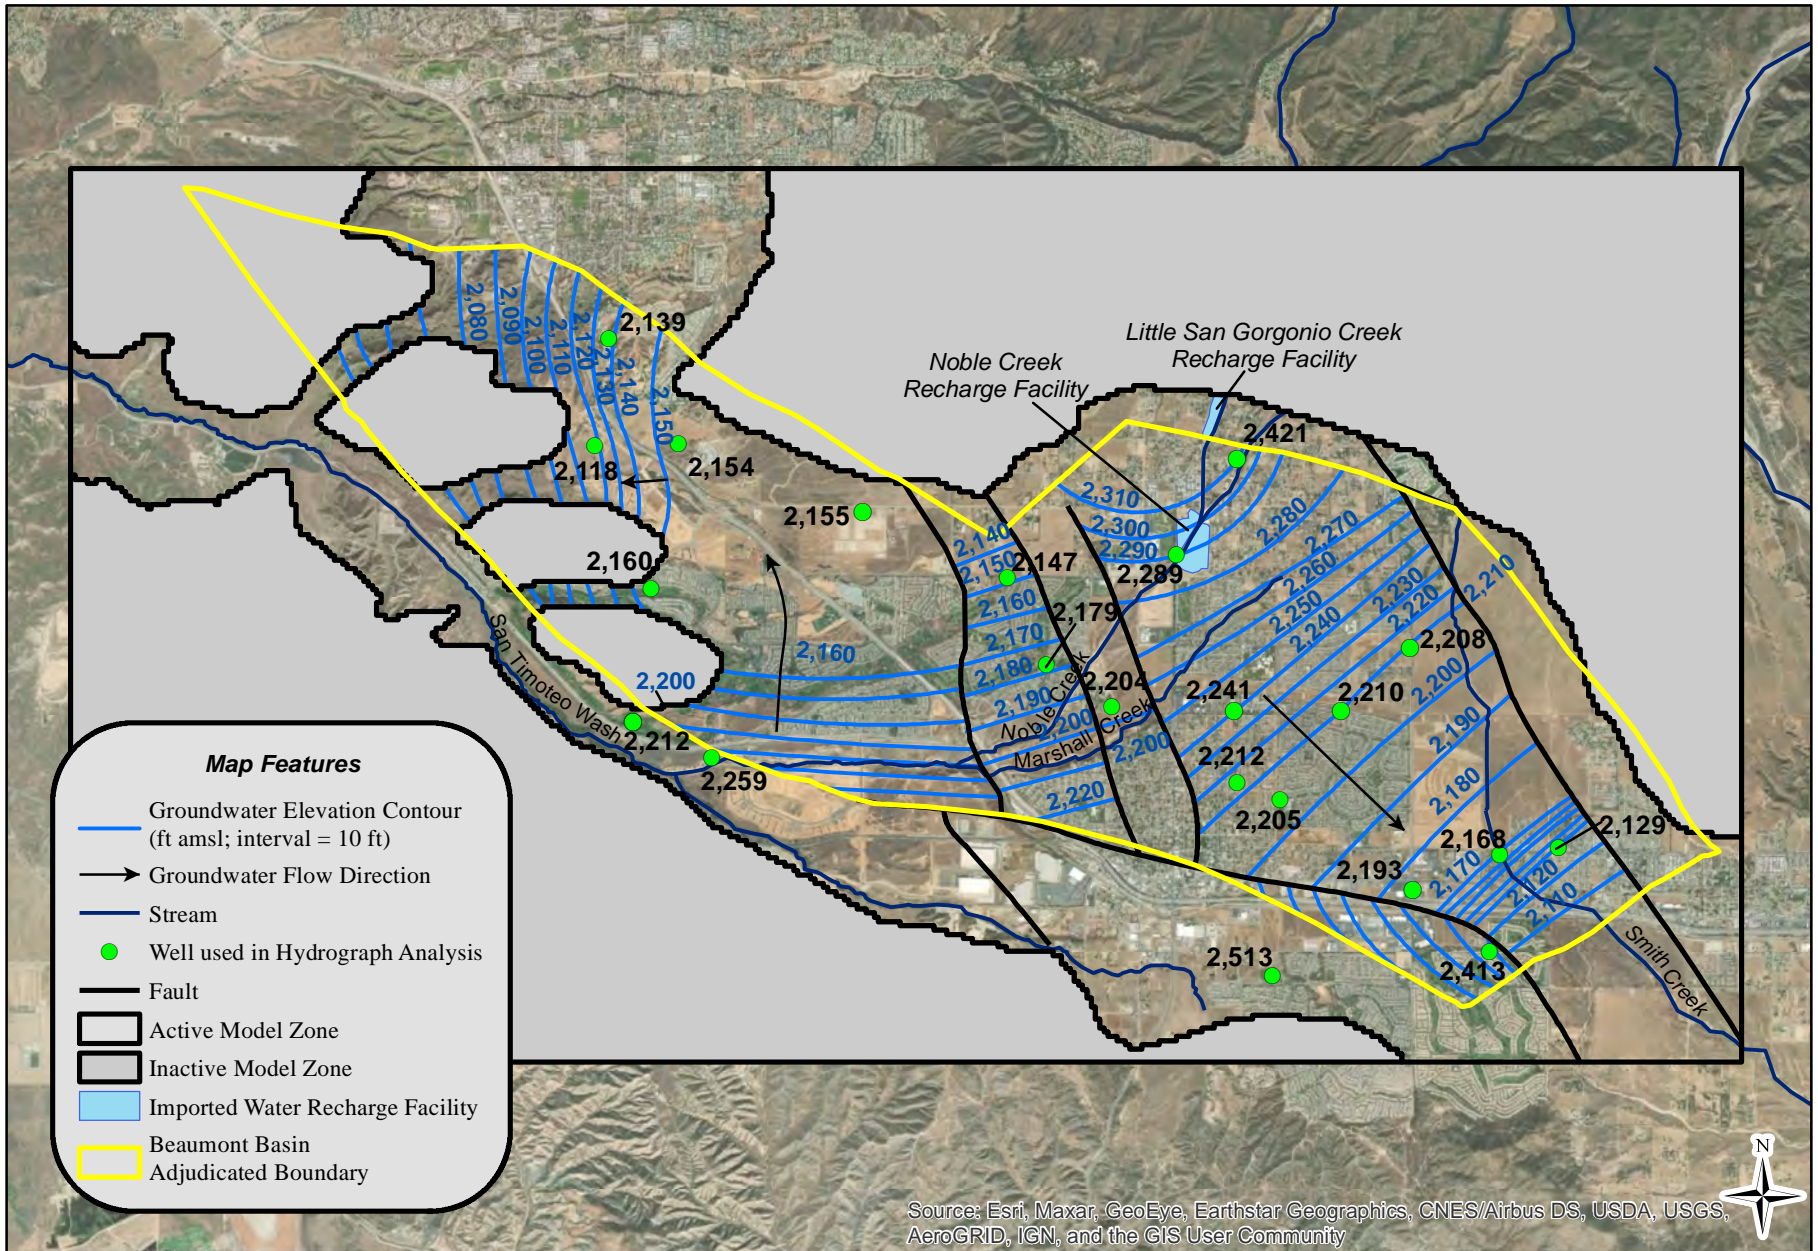 Little San Gorgonio Creek
Recharge Facility
Noble Creek
Recharge Facility
2,080
2,090
2,100
2,110
2,120
2,130
2,140
2,150
2,139
2,118
2,154
2,155
2,160
2,421
2,310
2,300
2,290
2,280
2,270
2,260
2,250
2,240
2,230
2,220
2,210
2,289
2,140
2,150
2,147
2,160
2,170
2,179
2,180
2,190
2,200
2,204
2,200
2,220
2,160
2,200
2,212
2,259
San Timoteo Wash
Noble Creek
Marshall Creek
2,241
2,212
2,205
2,210
2,208
2,200
2,190
2,180
2,170
2,168
2,129
2,120
2,110
2,193
2,413
2,513
Smith Creek
Map Features
Groundwater Elevation Contour
(ft amsl; interval = 10 ft)
Groundwater Flow Direction
Stream
Well used in Hydrograph Analysis
Fault
Active Model Zone
Inactive Model Zone
Imported Water Recharge Facility
Beaumont Basin
Adjudicated Boundary
N
Source: Esri, Maxar, GeoEye, Earthstar Geographics, CNES/Airbus DS, USDA, USGS,
AeroGRID, IGN, and the GIS User Community